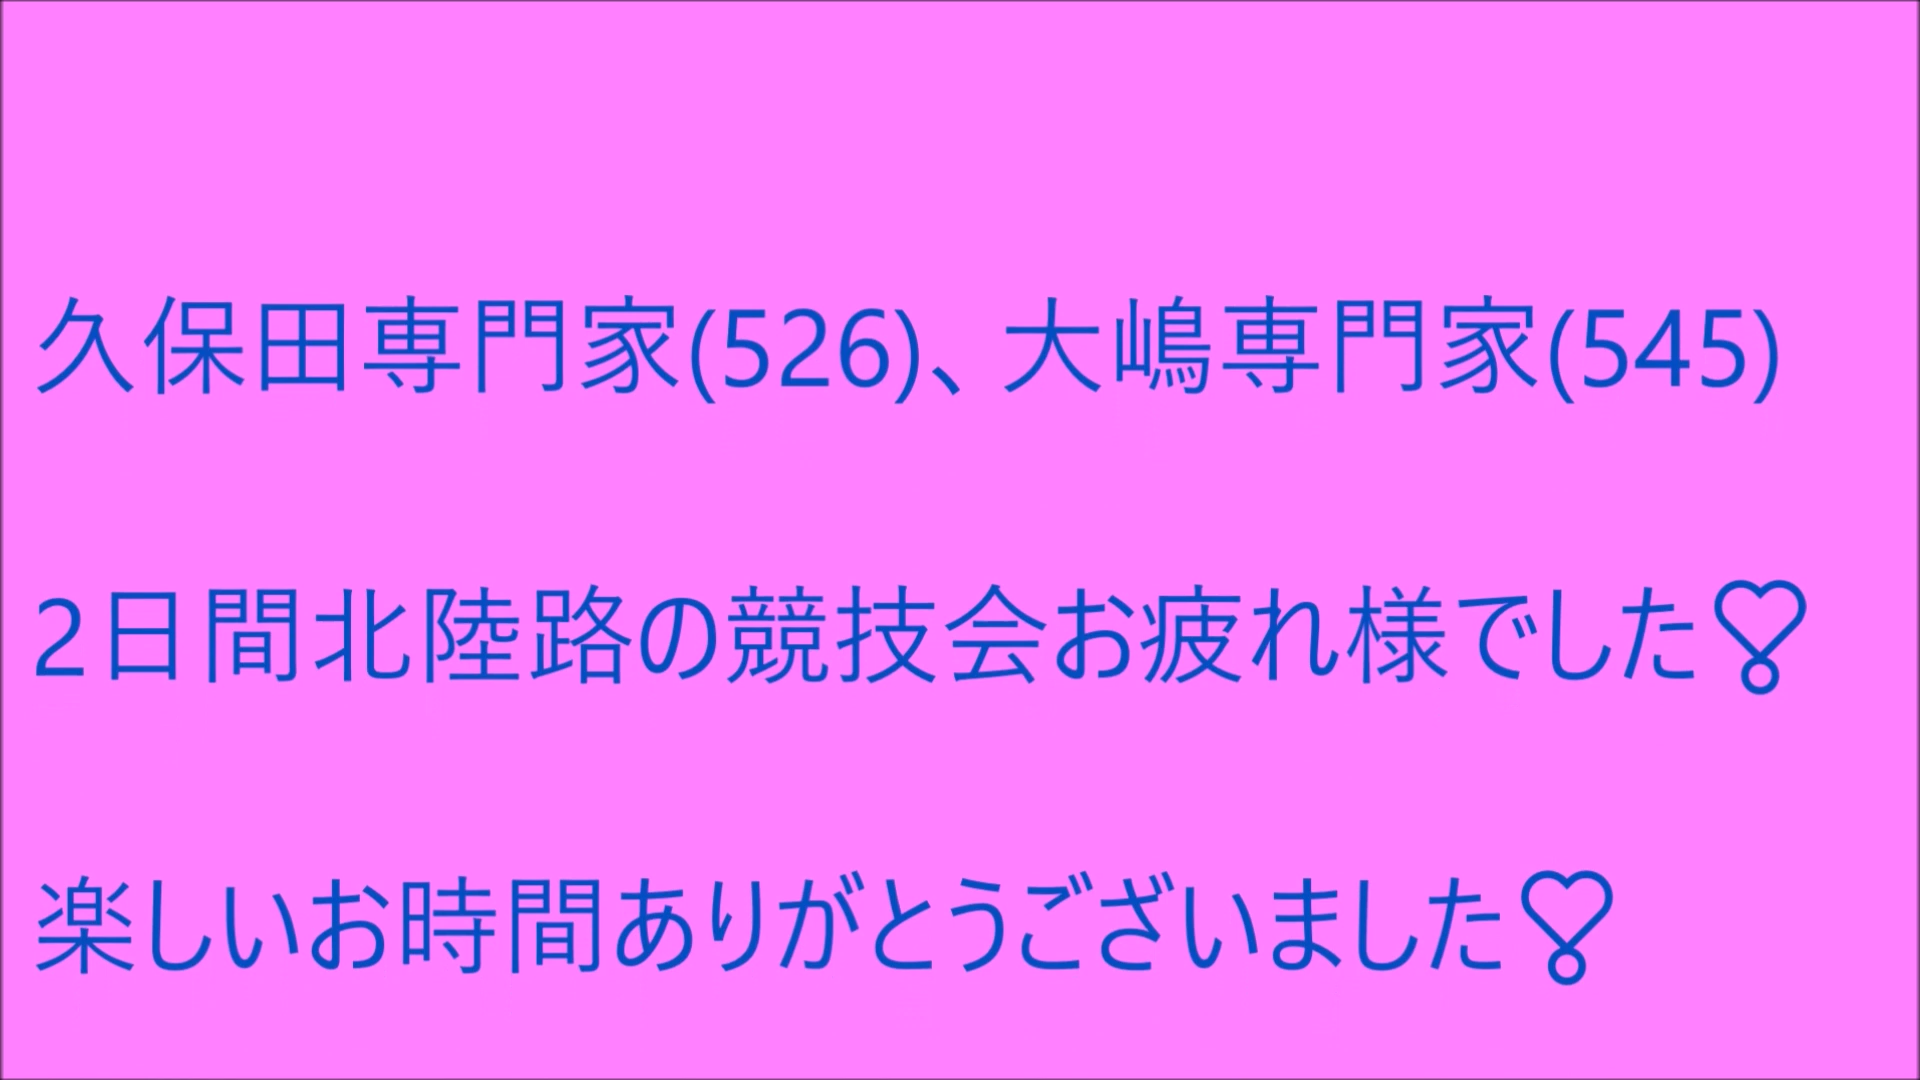 久保田専門家(526)、大嶋専門家(545)
2日間北陸路の競技会お疲れ様でした❣
楽しいお時間ありがとうございました❣